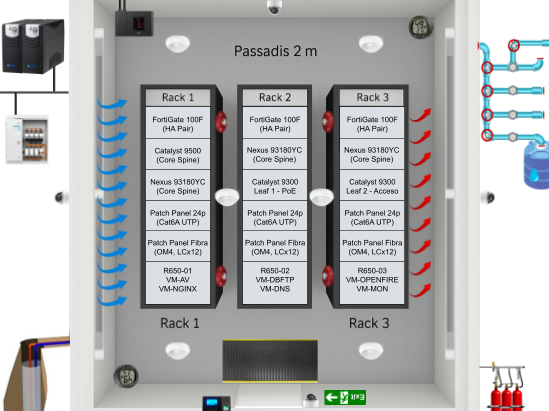 Passadis 2 m
Rack 1
FortiGate 100F
(HA Pair)
Catalyst 9500
(Core Spine)
Nexus 93180YC
(Core Spine)
Patch Panel 24p
(Cat6A UTP)
Patch Panel Fibra
(OM4, LCx12)
R650-01
VM-AV
VM-NGINX
Rack 2
FortiGate 100F
(HA Pair)
Nexus 93180YC
(Core Spine)
Catalyst 9300
Leaf 1 - PoE
Patch Panel 24p
(Cat6A UTP)
Patch Panel Fibra
(OM4, LCx12)
R650-02
VM-DBFTP
VM-DNS
Rack 3
FortiGate 100F
(HA Pair)
Nexus 93180YC
(Core Spine)
Catalyst 9300
Leaf 2 - Acceso
Patch Panel 24p
(Cat6A UTP)
Patch Panel Fibra
(OM4, LCx12)
R650-03
VM-OPENFIRE
VM-MON
Rack 1
Rack 3
Exit